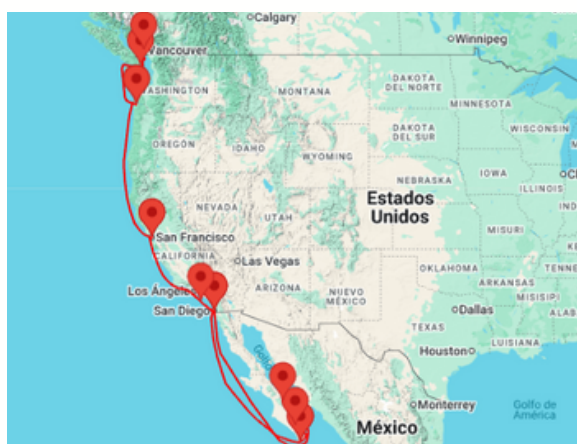 Calgary
Vancouver
Winnipeg
WASHINGTON
DAKOTA
DEL NORTE
MONTANA
MINNESOTA
DAKOTA
DEL SUR
WISCONSIN
OREGÓN
IDAHO
WYOMING
IOWA
NEBRASKA
ILLINOIS
Estados
Unidos
NEVADA
UTAH
San Francisco
MISURI
CALIFORNIA
Las Vegas
OKLAHOMA
ARKANSAS
Los Ángeles
ARIZONA
NUEVO
MÉXICO
MISISIPI
San Diego
Dallas
TEXAS
LUISIANA
Houston
Monterrey
Golfo de
América
México